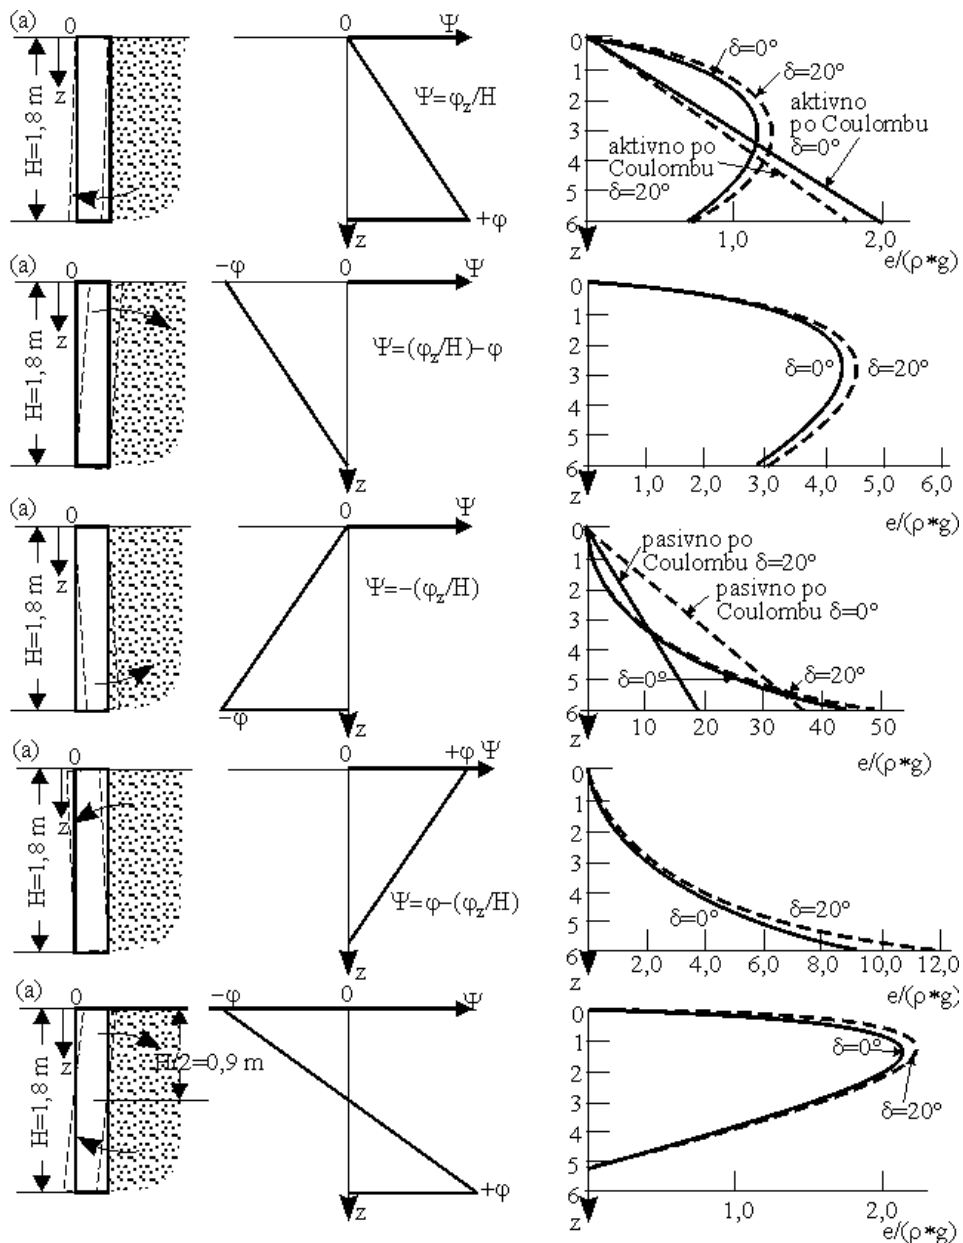 (a)
0
H=1,8 m
z
0
Ψ
Ψ=φz/H
+φ
z
0
1
2
3
4
5
6
z
δ=0°
δ=20°
aktivno
po
Coulombu
δ=0°
aktivno po
Coulombu
δ=20°
1,0
2,0
e/(ρ*g)
(a)
0
H=1,8 m
z
-φ
0
Ψ
Ψ=(φz/H)-φ
z
0
1
2
3
4
5
6
z
δ=0°
δ=20°
1,0
2,0
3,0
4,0
5,0
6,0
e/(ρ*g)
(a)
0
H=1,8 m
z
0
Ψ
Ψ=-(φz/H)
-φ
z
0
1
2
3
4
5
6
z
pasivno po
Coulombu δ=20°
pasivno po
Coulombu δ=0°
δ=0°
δ=20°
10
20
30
40
50
e/(ρ*g)
(a)
0
H=1,8 m
z
0
+φ
Ψ
Ψ=φ-(φz/H)
z
0
1
2
3
4
5
6
z
δ=0°
δ=20°
2,0
4,0
6,0
8,0
10,0
12,0
e/(ρ*g)
(a)
0
H=1,8 m
z
H/2=0,9 m
-φ
0
Ψ
+φ
z
0
1
2
3
4
5
6
z
δ=0°
δ=20°
1,0
2,0
e/(ρ*g)